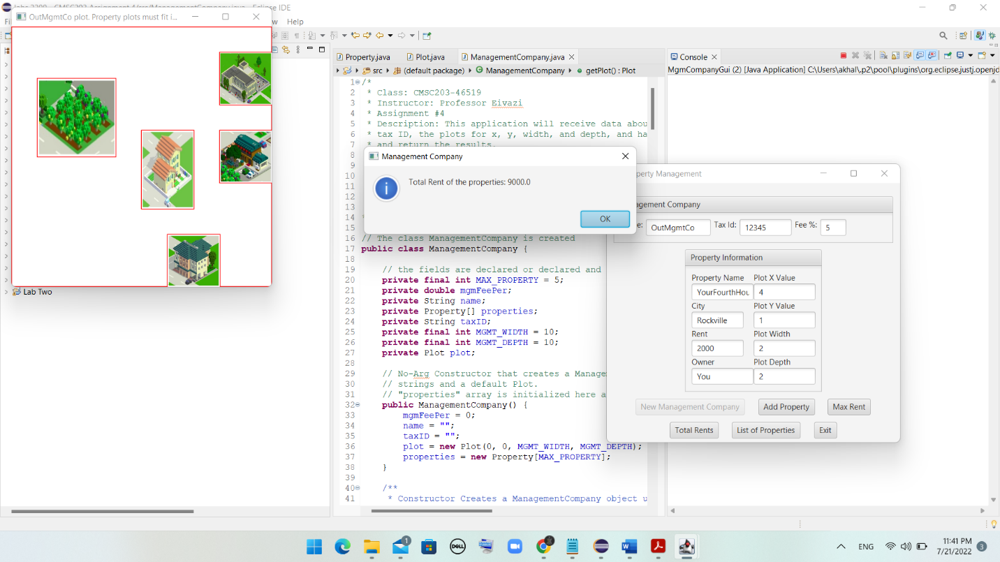 Jobs 3200 - CMSC203 Assignment 4/src/ManagementCompany.java - Eclipse IDE
OutMgmtCo plot. Property plots must fit i...
Help
Property.java
Plot.java
ManagementCompany.java
src
(default package)
ManagementCompany
getPlot() : Plot
1 /*
2 * Class: CMSC203-46519
3 * Instructor: Professor Eivazi
4 * Assignment #4
5 * Description: This application will receive data abou
6 * tax ID, the plots for x, y, width, and depth, and ha
7 * and return the results.
8
9
10
11
12
13
14
15
16 // The class ManagementCompany is created
17 public class ManagementCompany {
18
19 // the fields are declared or declared and
20 private final int MAX_PROPERTY = 5;
21 private double mgmFeePer;
22 private String name;
23 private Property[] properties;
24 private String taxID;
25 private final int MGMT_WIDTH = 10;
26 private final int MGMT_DEPTH = 10;
27 private Plot plot;
28
29 // No-Arg Constructor that creates a Manage
30 // strings and a default Plot.
31 // "properties" array is initialized here a
32 public ManagementCompany() {
33 mgmFeePer = 0;
34 name = "";
35 taxID = "";
36 plot = new Plot(0, 0, MGMT_WIDTH, MGMT_DEPTH);
37 properties = new Property[MAX_PROPERTY];
38 }
39
40 /**
41 * Constructor Creates a ManagementCompany object u
Lab Two
Console
MgmCompanyGui (2) [Java Application] C:\Users\akhal\.p2\pool\plugins\org.eclipse.justj.openjd
Management Company
Total Rent of the properties: 9000.0
OK
perty Management
agement Company
e:
OutMgmtCo
Tax Id:
12345
Fee %:
5
Property Information
Property Name
Plot X Value
YourFourthHou
4
City
Plot Y Value
Rockville
1
Rent
Plot Width
2000
2
Owner
Plot Depth
You
2
New Management Company
Add Property
Max Rent
Total Rents
List of Properties
Exit
1
DELL
W
ENG
11:41 PM
7/21/2022
3